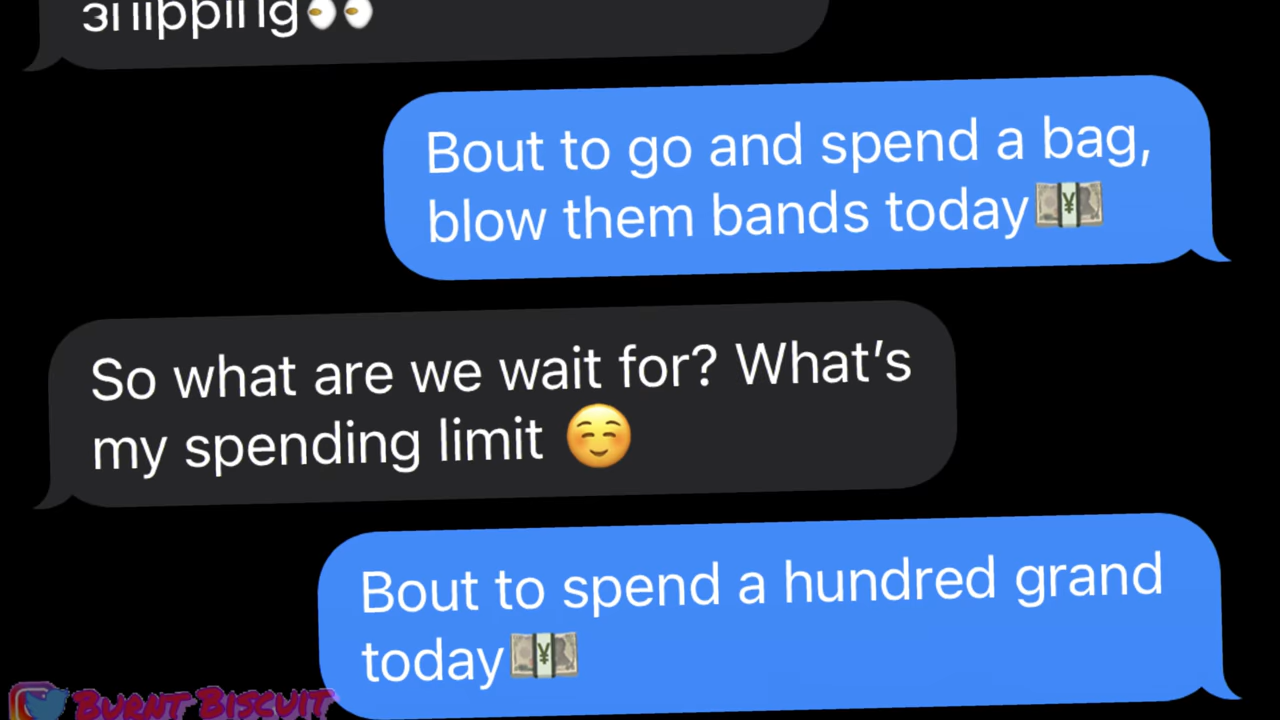 Bout to go and spend a bag,
blow them bands today💴
So what are we wait for? What's
my spending limit ☺️
Bout to spend a hundred grand
today💴
BURNT BISCUIT